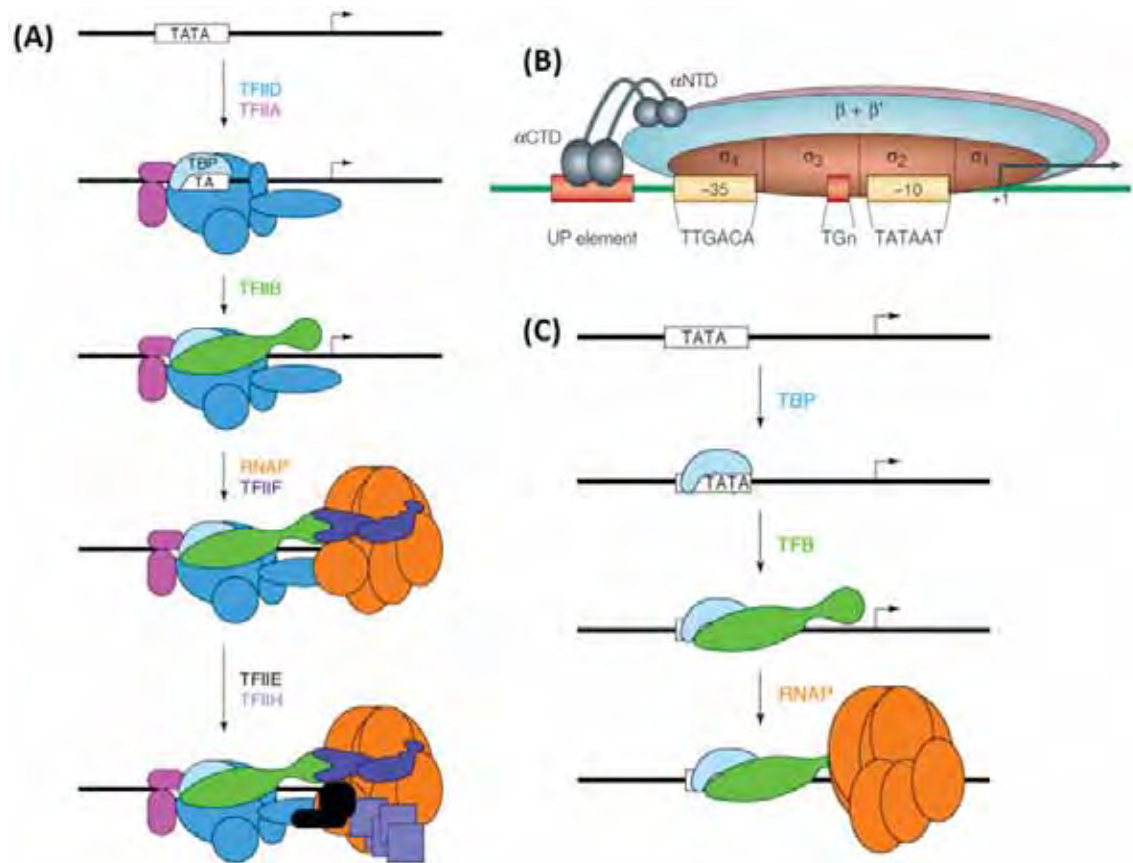 (A)
TATA
TFIID
TFIIA
TBP
TA
TFIIB
RNAP
TFIIF
TFIIE
TFIIH
(B)
αNTD
αCTD
β + β'
σ4
σ3
σ2
σ1
-35
-10
+1
UP element
TTGACA
TGn
TATAAT
(C)
TATA
TBP
TATA
TFB
RNAP